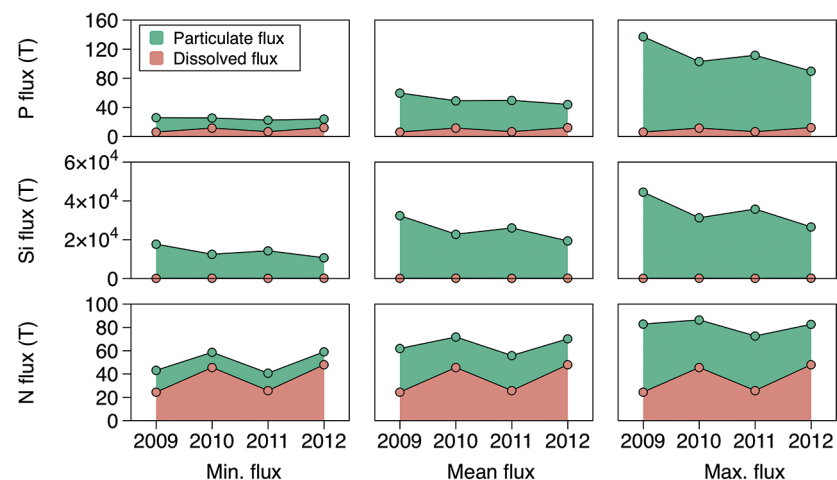 P flux (T)
160
120
80
40
0
Particulate flux
Dissolved flux
Si flux (T)
6×10⁴
4×10⁴
2×10⁴
0
N flux (T)
100
80
60
40
20
0
2009 2010 2011 2012 2009 2010 2011 2012 2009 2010 2011 2012
Min. flux Mean flux Max. flux